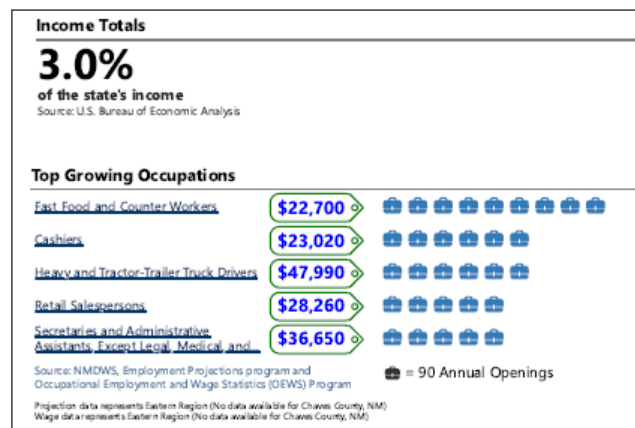 Income Totals
3.0%
of the state's income
Source: U.S. Bureau of Economic Analysis
Top Growing Occupations
Fast Food and Counter Workers $22,700
Cashiers $23,020
Heavy and Tractor-Trailer Truck Drivers $47,990
Retail Salespersons $28,260
Secretaries and Administrative
Assistants, Except Legal, Medical, and... $36,650
Source: NMDWS, Employment Projections program and
Occupational Employment and Wage Statistics (OEWS) Program
= 90 Annual Openings
Projection data represents Eastern Region (No data available for Chaves County, NM)
Wage data represents Eastern Region (No data available for Chaves County, NM)